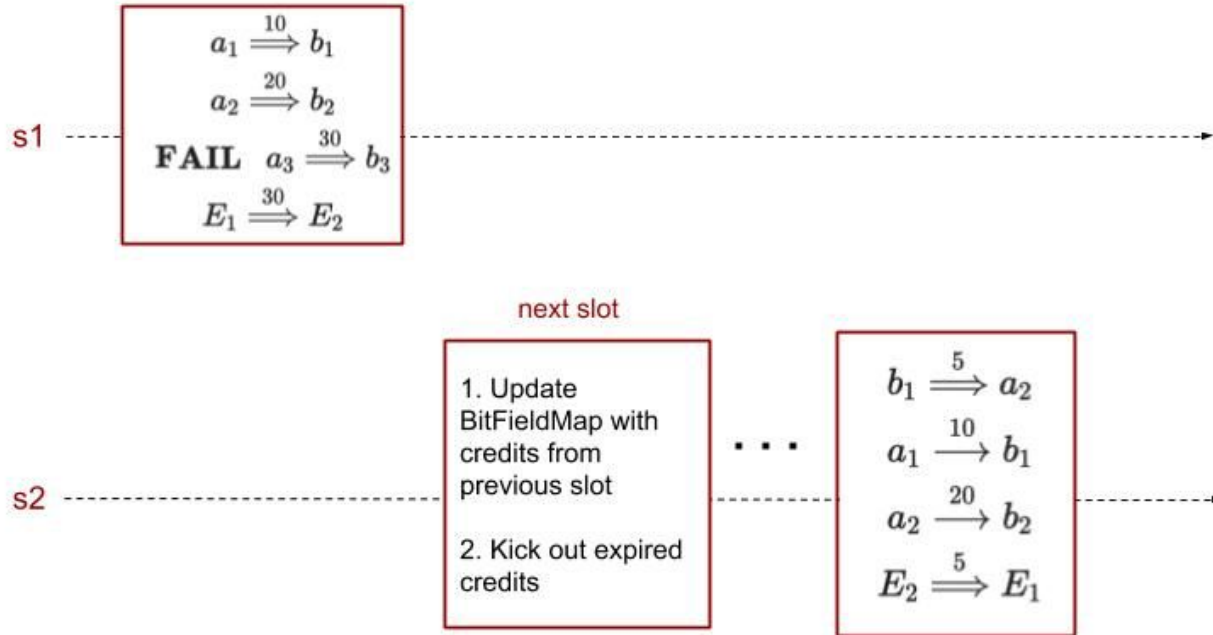 s1
a₁ ⟹¹⁰ b₁
a₂ ⟹²⁰ b₂
FAIL a₃ ⟹³⁰ b₃
E₁ ⟹³⁰ E₂
next slot
s2
1. Update
BitFieldMap with
credits from
previous slot
2. Kick out expired
credits
. . .
b₁ ⟹⁵ a₂
a₁ ⟶¹⁰ b₁
a₂ ⟶²⁰ b₂
E₂ ⟹⁵ E₁